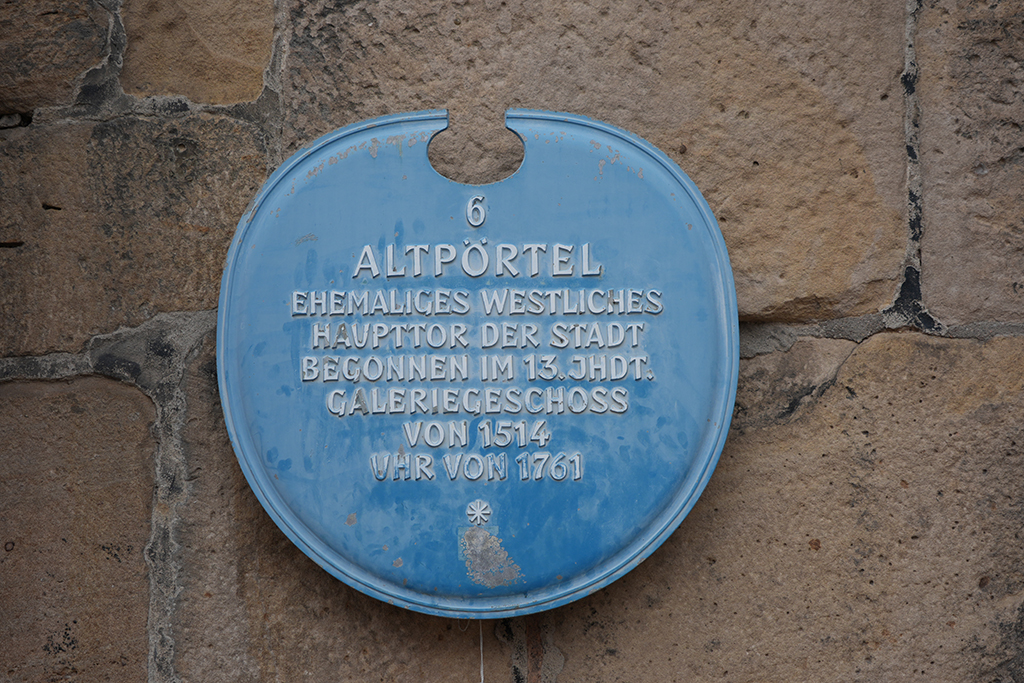 6
ALTPÖRTEL
EHEMALIGES WESTLICHES
HAUPTTOR DER STADT
BEGONNEN IM 13. JHDT.
GALERIEGESCHOSS
VON 1514
UHR VON 1761